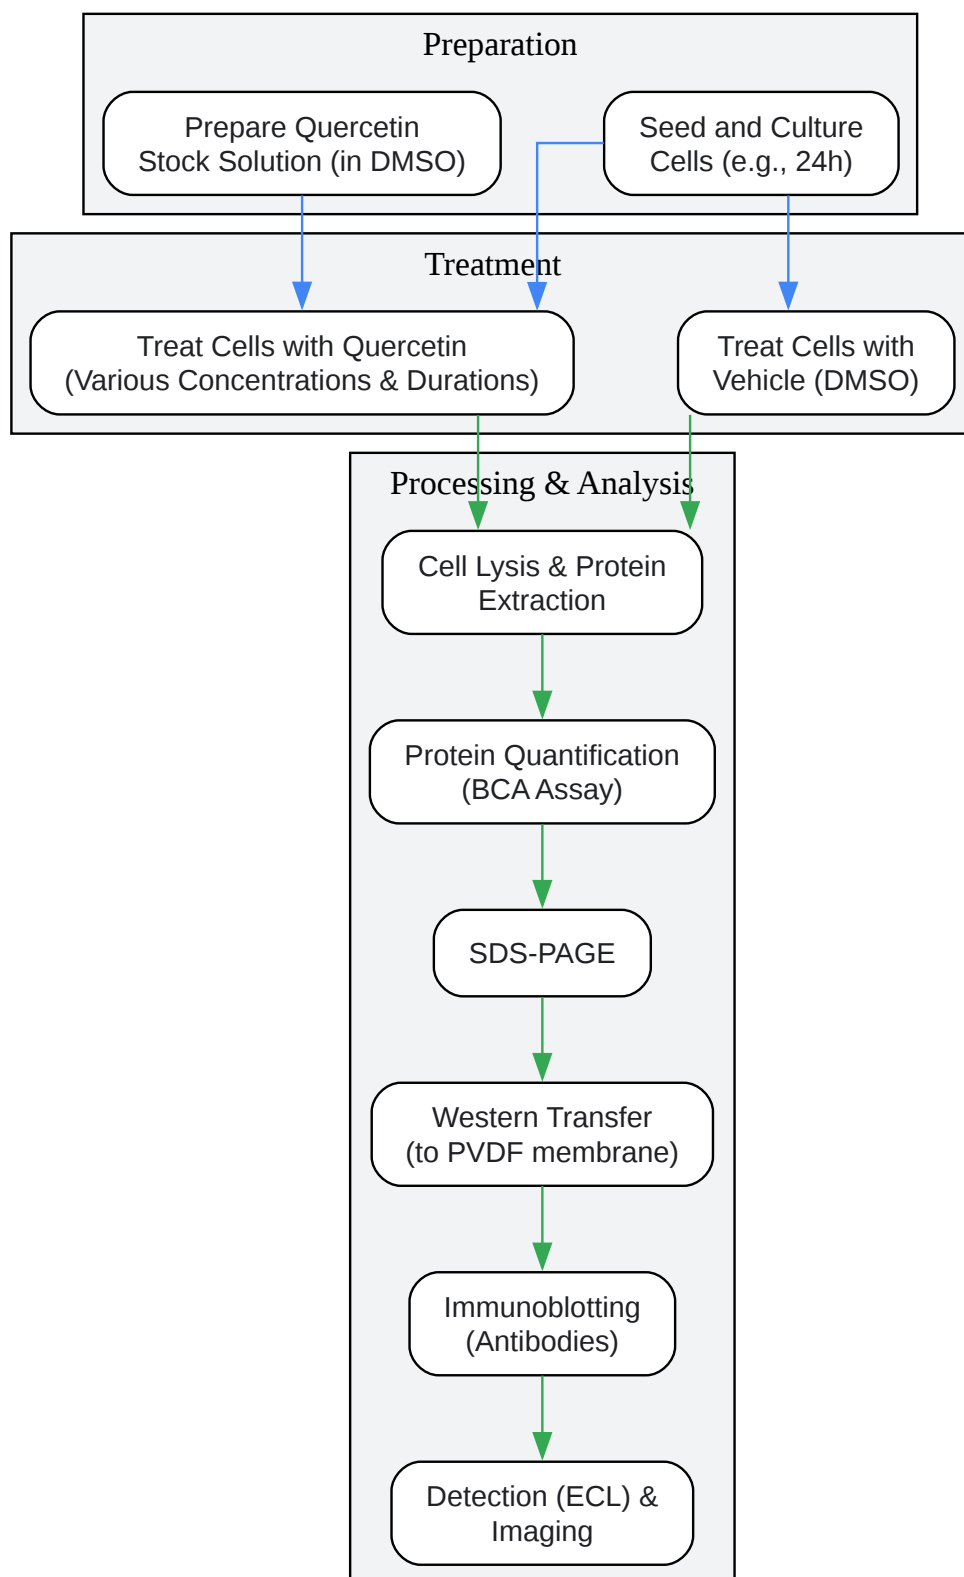 Preparation
Prepare Quercetin
Stock Solution (in DMSO)
Seed and Culture
Cells (e.g., 24h)
Treatment
Treat Cells with Quercetin
(Various Concentrations & Durations)
Treat Cells with
Vehicle (DMSO)
Processing & Analysis
Cell Lysis & Protein
Extraction
Protein Quantification
(BCA Assay)
SDS-PAGE
Western Transfer
(to PVDF membrane)
Immunoblotting
(Antibodies)
Detection (ECL) &
Imaging